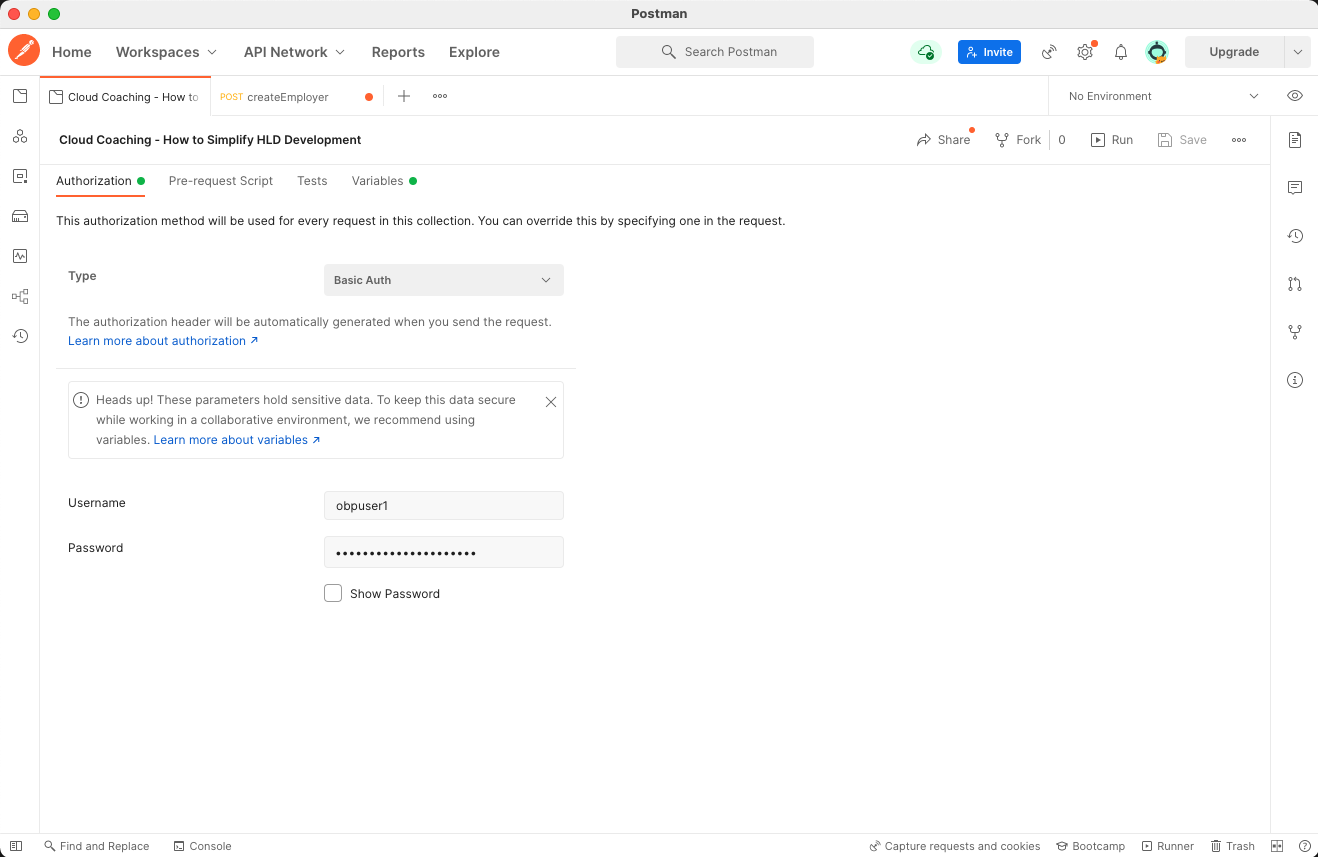 Postman
Home Workspaces API Network Reports Explore Search Postman Invite Upgrade
Cloud Coaching - How to POST createEmployer No Environment
Cloud Coaching - How to Simplify HLD Development Share Fork 0 Run Save
Authorization Pre-request Script Tests Variables
This authorization method will be used for every request in this collection. You can override this by specifying one in the request.
Type Basic Auth
The authorization header will be automatically generated when you send the request.
Learn more about authorization ↗
Heads up! These parameters hold sensitive data. To keep this data secure
while working in a collaborative environment, we recommend using
variables. Learn more about variables ↗
Username obpuser1
Password •••••••••••••••••••••
Show Password
Find and Replace Console Capture requests and cookies Bootcamp Runner Trash